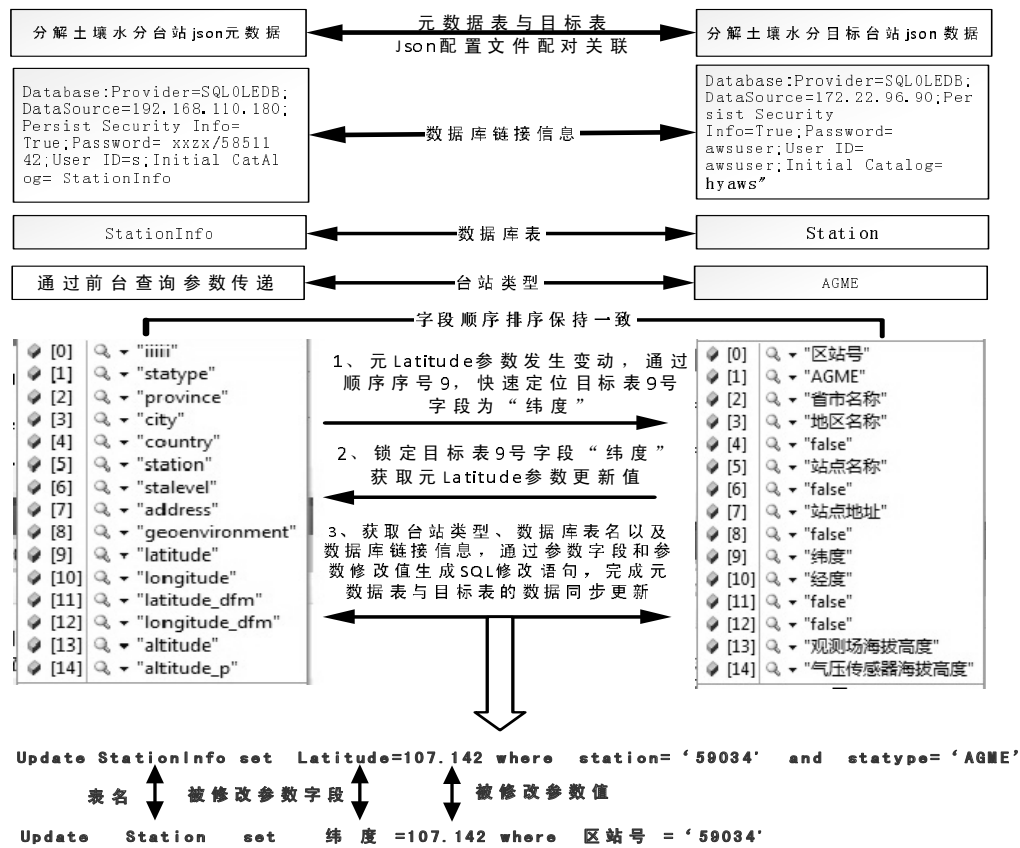 分解土壤水分台站json元数据
元数据表与目标表
Json配置文件配对关联
分解土壤水分目标台站json 数据
Database:Provider=SQLOLEDB;
DataSource=192.168.110.180;
Persist Security Info=
True;Password= xxzx/58511
42;User ID=s;Initial CatAl
og= StationInfo
数据库链接信息
Database:Provider=SQLOLEDB;
DataSource=172.22.96.90;Per
sist Security
Info=True;Password=
awsuser;User ID=
awsuser;Initial Catalog=
hyaws"
StationInfo
数据库表
Station
通过前台查询参数传递
台站类型
AGME
字段顺序排序保持一致
[0] "iiiii"
[1] "statype"
[2] "province"
[3] "city"
[4] "country"
[5] "station"
[6] "stalevel"
[7] "address"
[8] "geoenvironment"
[9] "latitude"
[10] "longitude"
[11] "latitude_dfm"
[12] "longitude_dfm"
[13] "altitude"
[14] "altitude_p"
1、元Latitude参数发生变动，通过
顺序序号9，快速定位目标表9号
字段为“纬度”
2、锁定目标表9号字段“纬度”
获取元Latitude参数更新值
3、获取台站类型、数据库表名以及
数据库链接信息，通过参数字段和参
数修改值生成SQL修改语句，完成元
数据表与目标表的数据同步更新
[0] "区站号"
[1] "AGME"
[2] "省市名称"
[3] "地区名称"
[4] "false"
[5] "站点名称"
[6] "false"
[7] "站点地址"
[8] "false"
[9] "纬度"
[10] "经度"
[11] "false"
[12] "false"
[13] "观测场海拔高度"
[14] "气压传感器海拔高度"
Update StationInfo set Latitude=107.142 where station=‘59034’ and statype=‘AGME’
表名 被修改参数字段 被修改参数值
Update Station set 纬 度 =107.142 where 区站号 =‘59034’